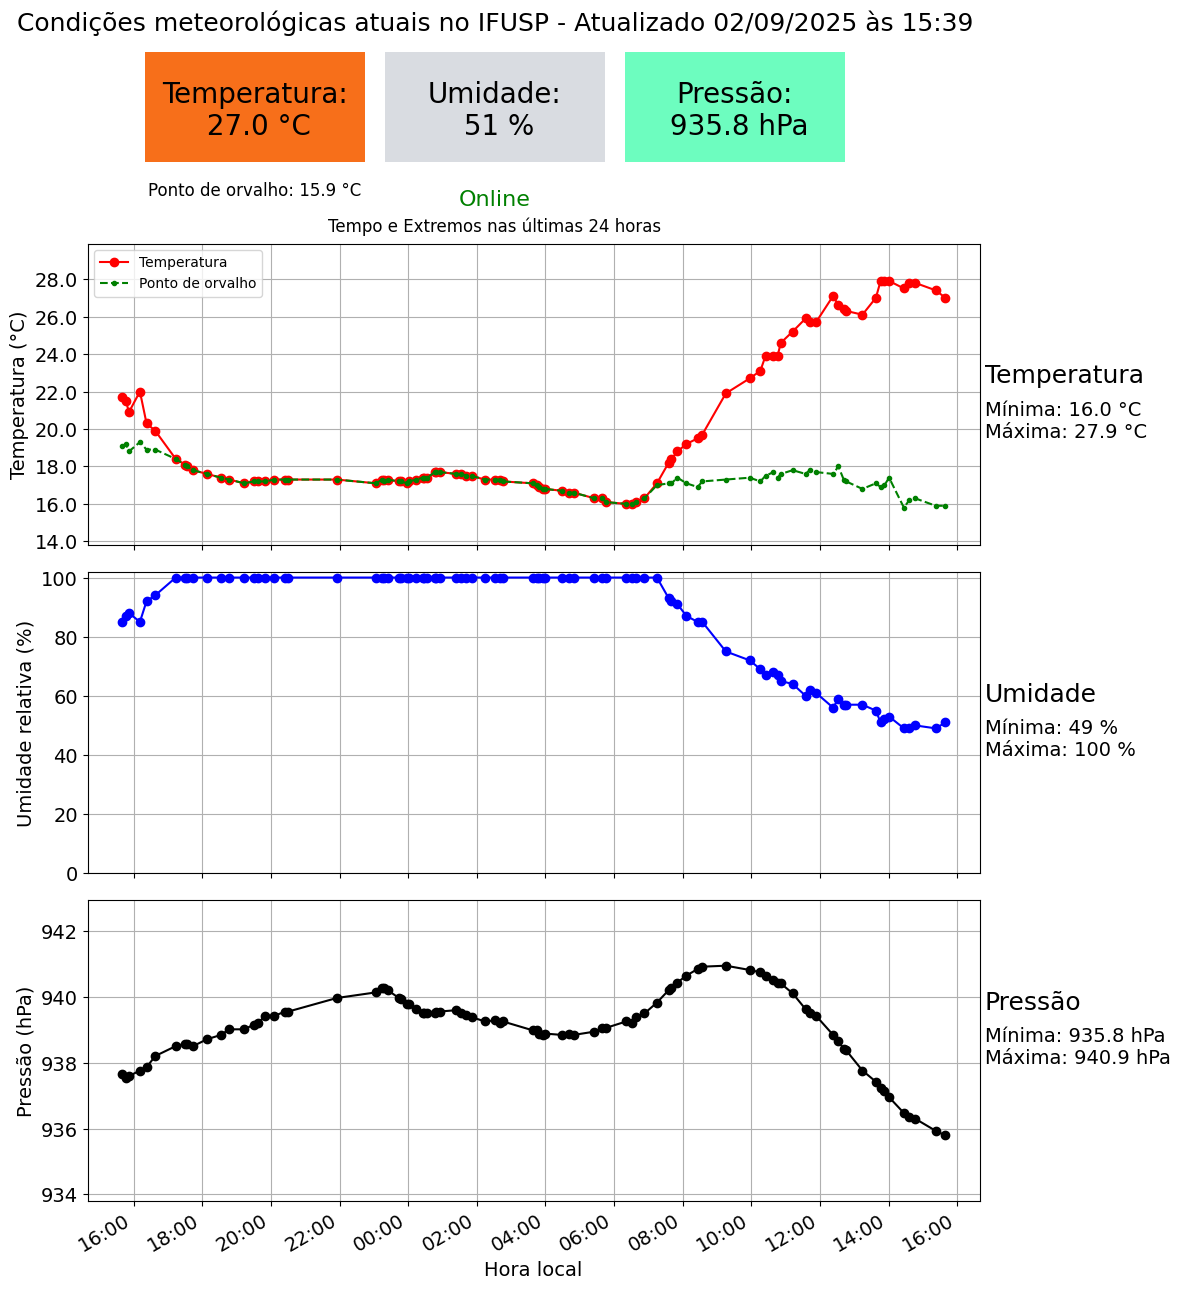 Condições meteorológicas atuais no IFUSP - Atualizado 02/09/2025 às 15:39
Temperatura:
27.0 °C
Umidade:
51 %
Pressão:
935.8 hPa
Ponto de orvalho: 15.9 °C
Online
Tempo e Extremos nas últimas 24 horas
Temperatura
Ponto de orvalho
Temperatura (°C)
28.0
26.0
24.0
22.0
20.0
18.0
16.0
14.0
Temperatura
Mínima: 16.0 °C
Máxima: 27.9 °C
Umidade relativa (%)
100
80
60
40
20
0
Umidade
Mínima: 49 %
Máxima: 100 %
Pressão (hPa)
942
940
938
936
934
Pressão
Mínima: 935.8 hPa
Máxima: 940.9 hPa
16:00
18:00
20:00
22:00
00:00
02:00
04:00
06:00
08:00
10:00
12:00
14:00
16:00
Hora local